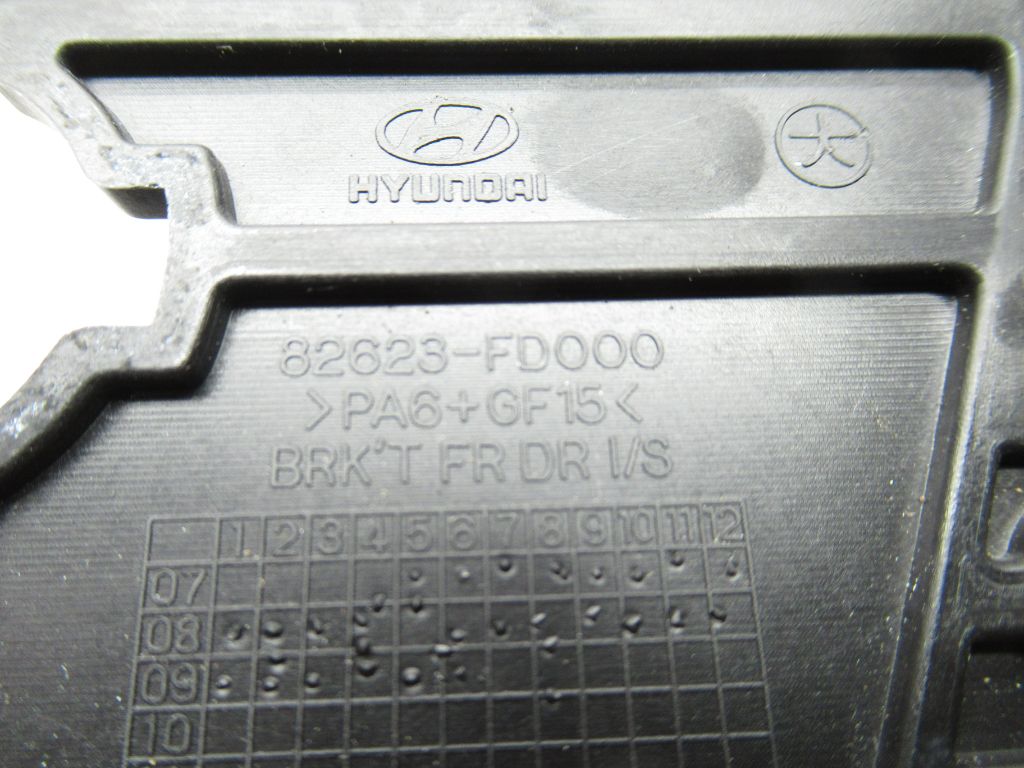 HYUNDAI
大
82623-FD000
>PA6+GF15<
BRK'T FR DR I/S
1 2 3 4 5 6 7 8 9 10 11 12
07
08
09
10